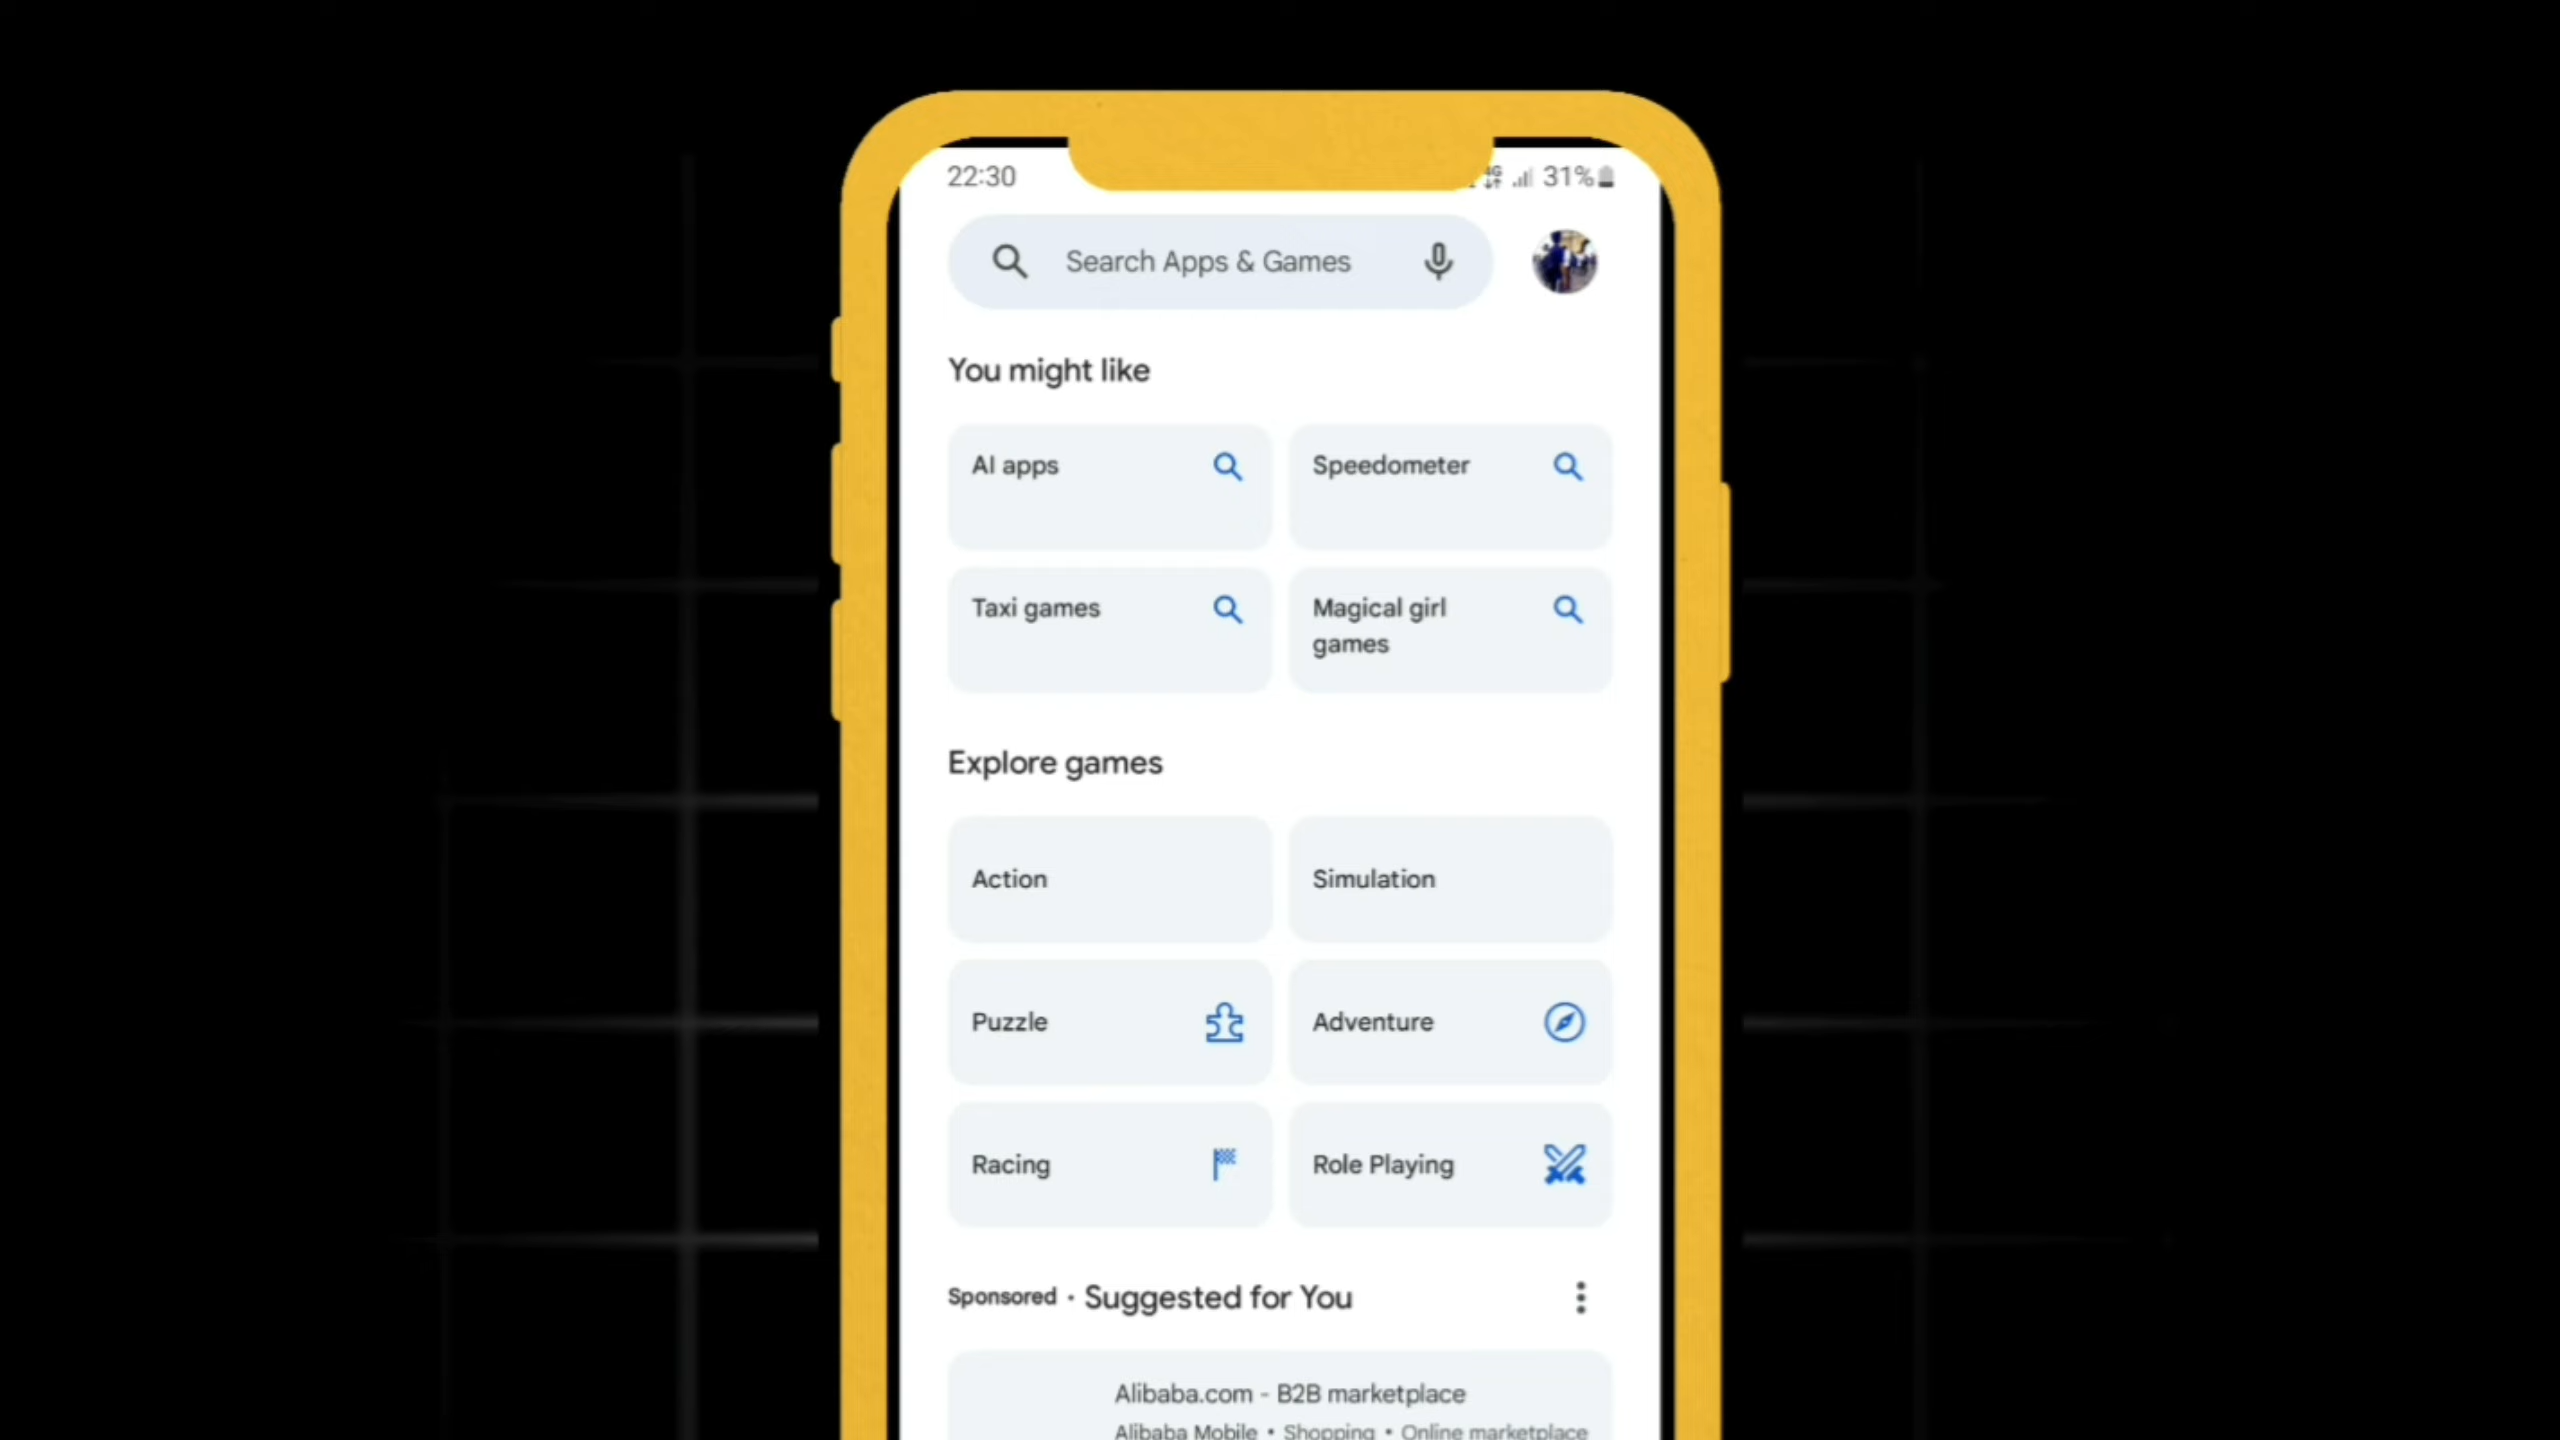 22:30
4G 31%
Search Apps & Games
You might like
AI apps
Speedometer
Taxi games
Magical girl
games
Explore games
Action
Simulation
Puzzle
Adventure
Racing
Role Playing
Sponsored • Suggested for You
Alibaba.com - B2B marketplace
Alibaba Mobile • Shopping • Online marketplace